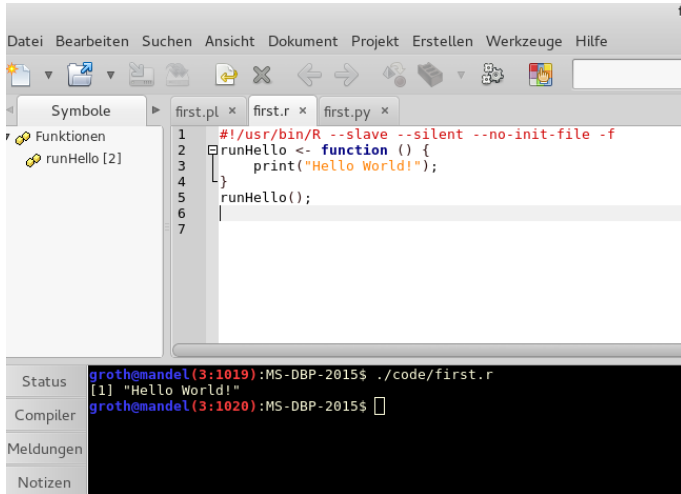 Datei Bearbeiten Suchen Ansicht Dokument Projekt Erstellen Werkzeuge Hilfe
Symbole
first.pl × first.r × first.py ×
Funktionen
runHello [2]
1 #!/usr/bin/R --slave --silent --no-init-file -f
2 runHello <- function () {
3 print("Hello World!");
4 }
5 runHello();
6
7
Status
Compiler
Meldungen
Notizen
groth@mandel(3:1019):MS-DBP-2015$ ./code/first.r
[1] "Hello World!"
groth@mandel(3:1020):MS-DBP-2015$